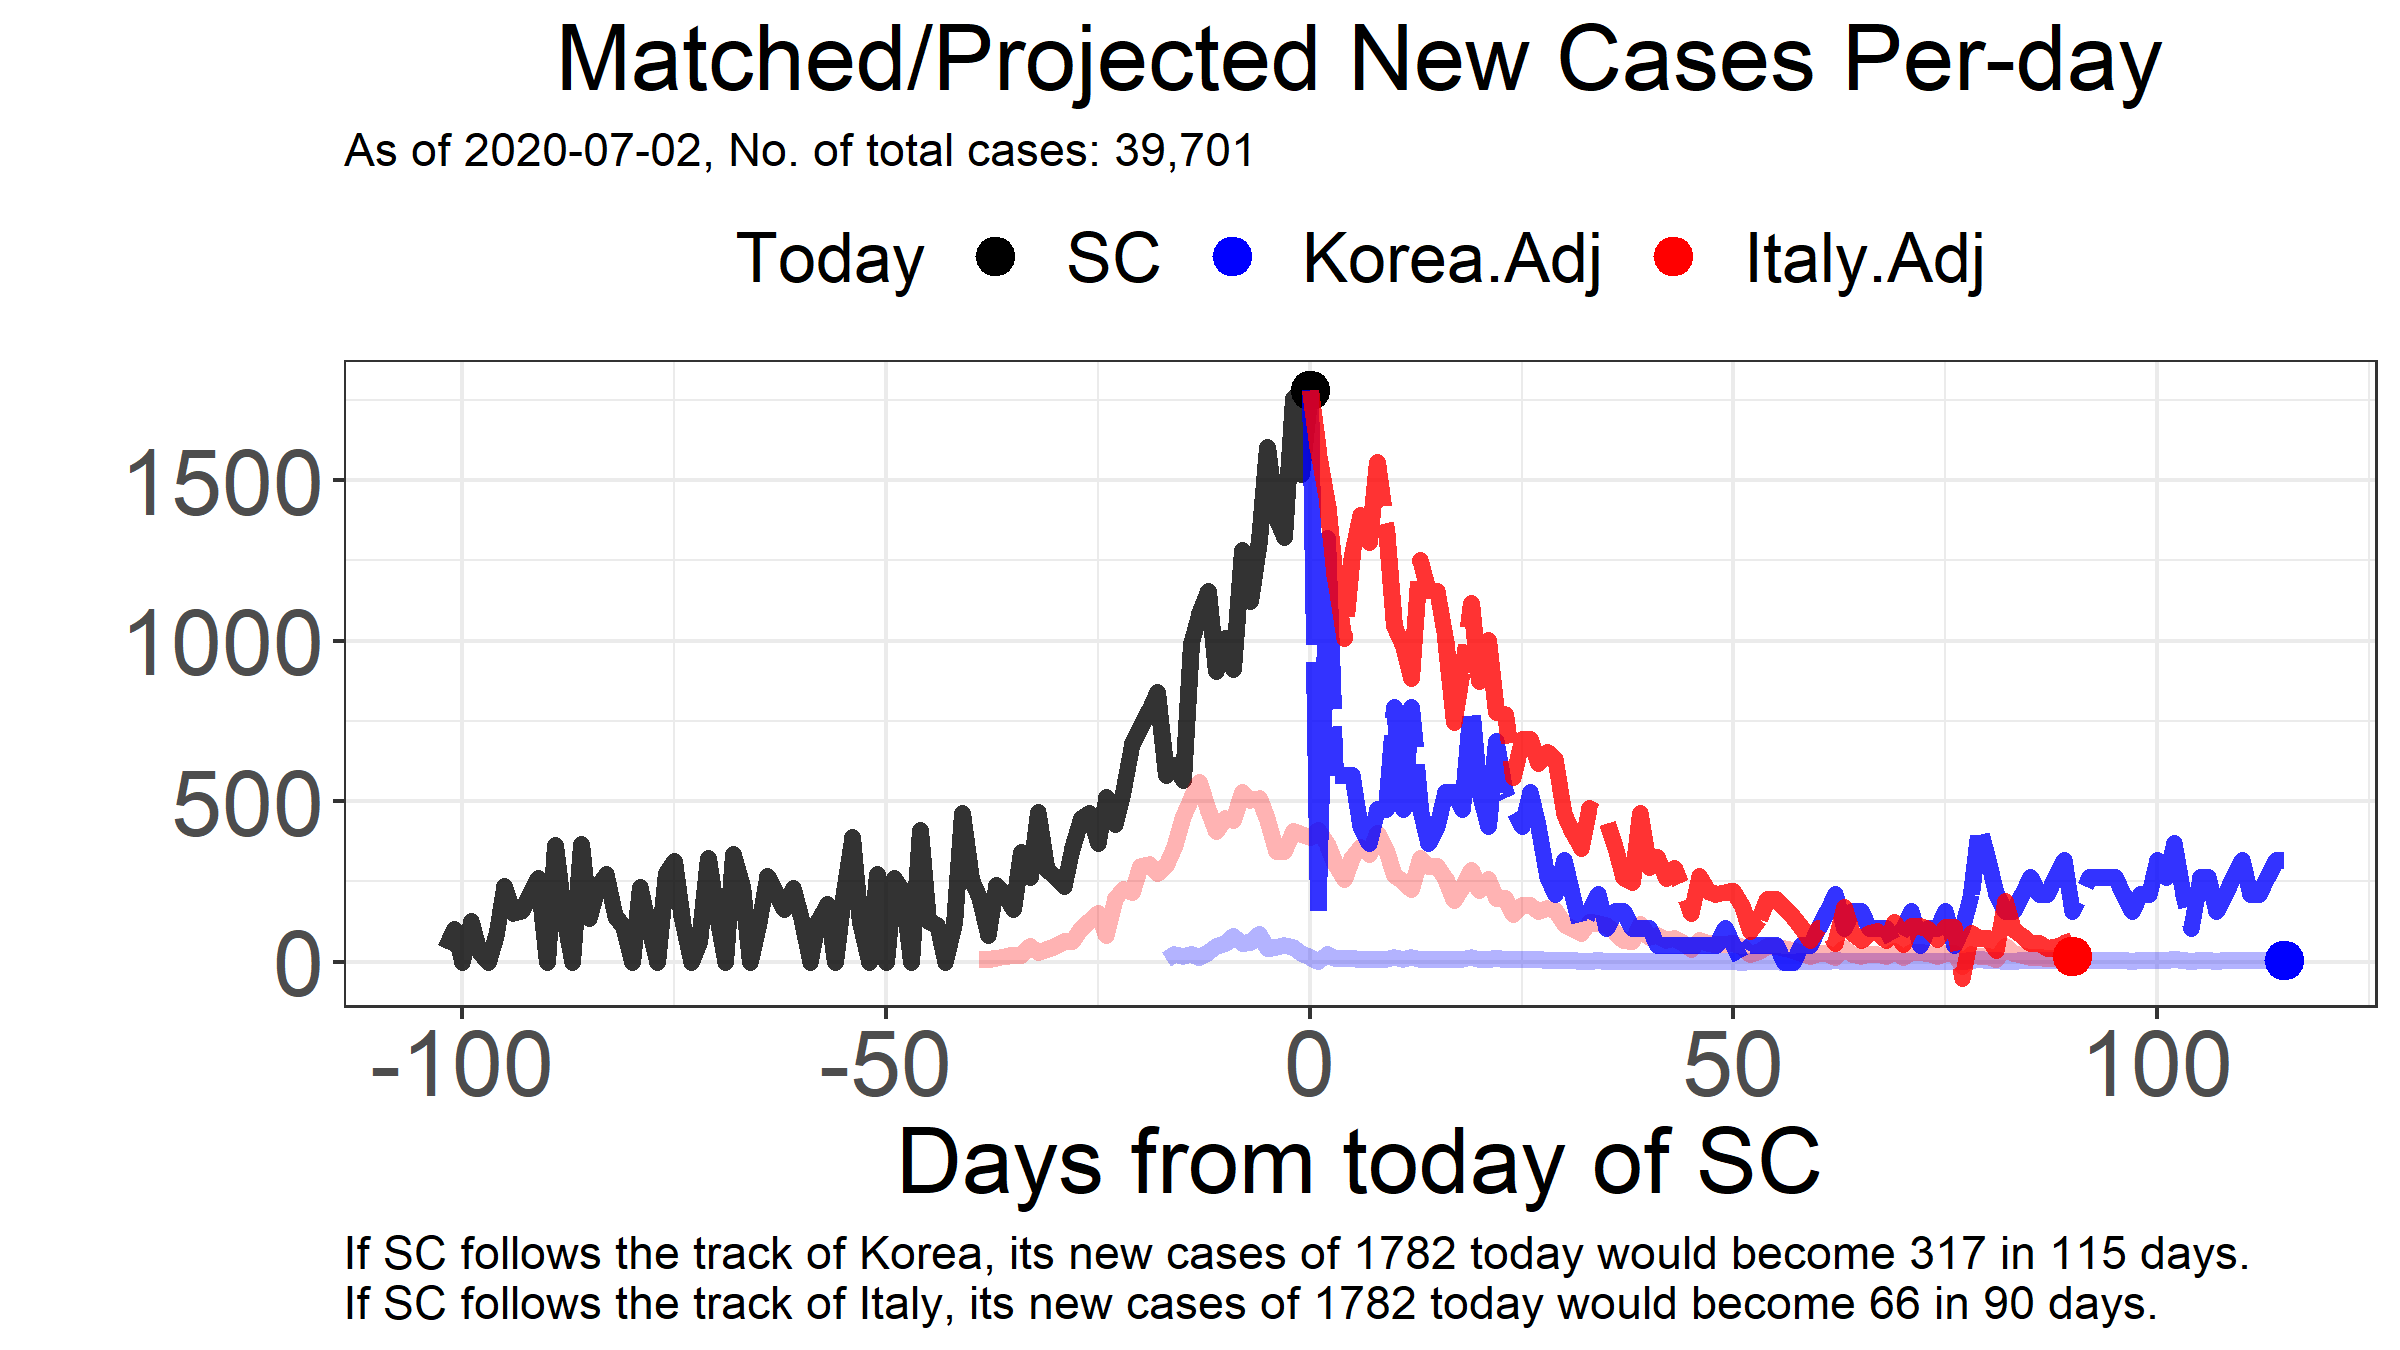 Matched/Projected New Cases Per-day
As of 2020-07-02, No. of total cases: 39,701
Today SC Korea.Adj Italy.Adj
1500
1000
500
0
-100 -50 0 50 100
Days from today of SC
If SC follows the track of Korea, its new cases of 1782 today would become 317 in 115 days.
If SC follows the track of Italy, its new cases of 1782 today would become 66 in 90 days.